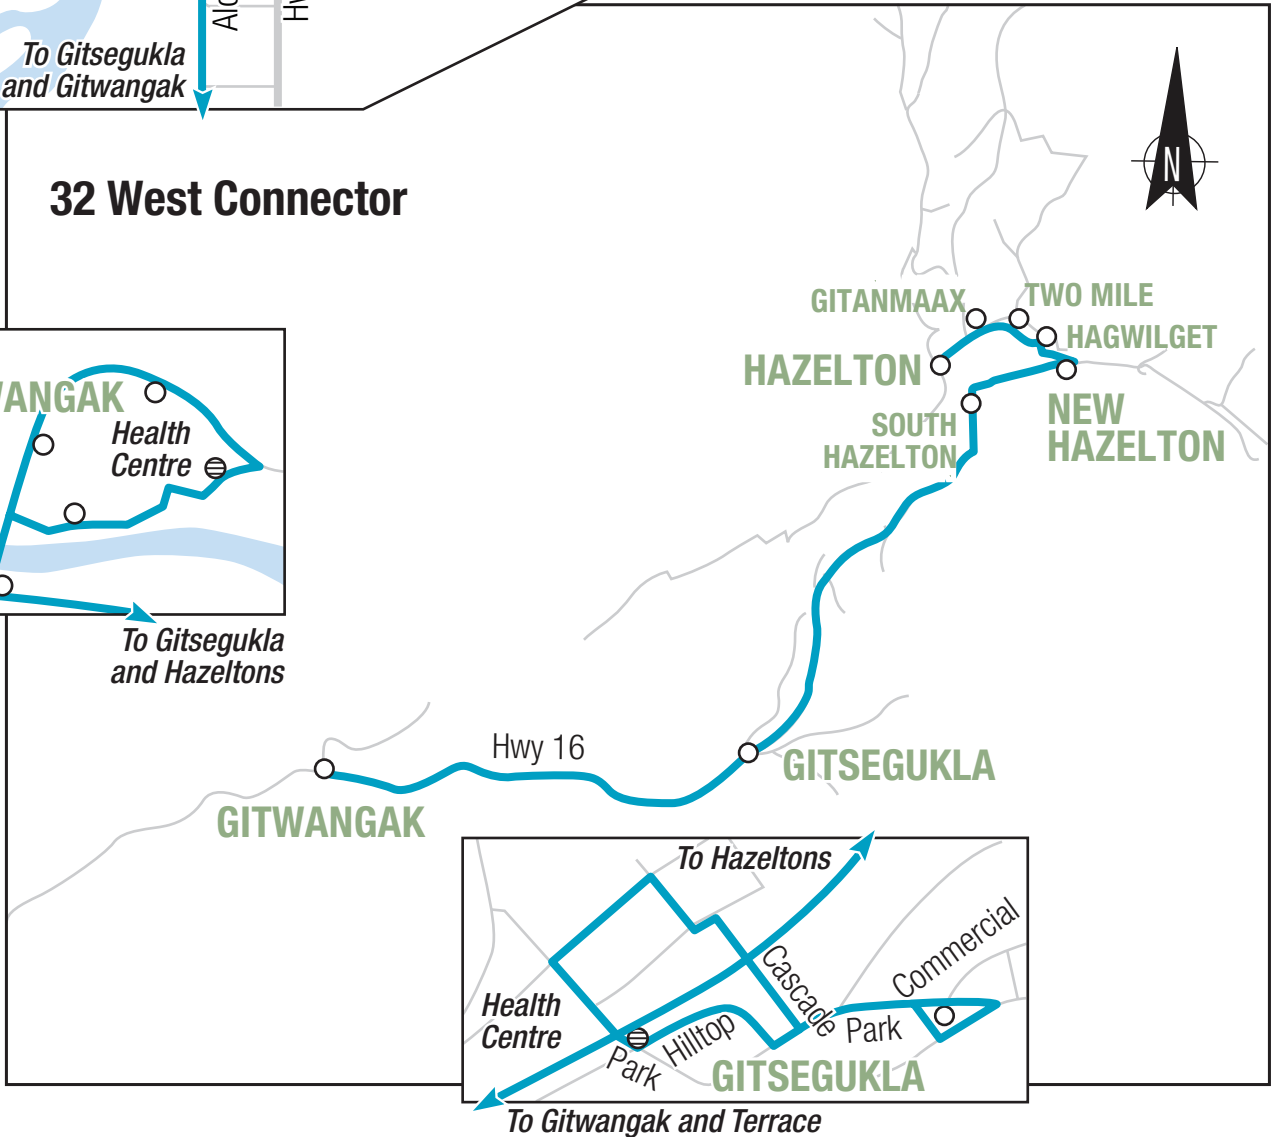 To Gitsegukla
and Gitwangak
32 West Connector
N
GITANMAAX
TWO MILE
HAGWILGET
HAZELTON
NEW
HAZELTON
SOUTH
HAZELTON
Health
Centre
To Gitsegukla
and Hazeltons
Hwy 16
GITSEGUKLA
GITWANGAK
To Hazeltons
Commercial
Cascade
Health
Centre
Park
Hilltop
Park
GITSEGUKLA
To Gitwangak and Terrace